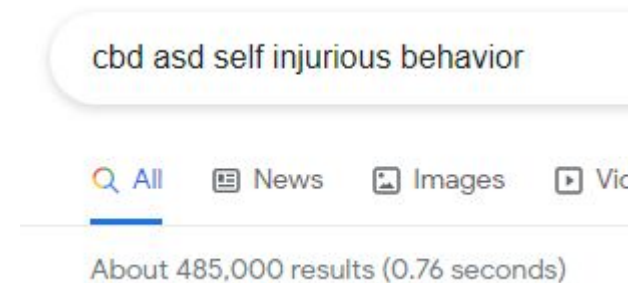 cbd asd self injurious behavior
All News Images
About 485,000 results (0.76 seconds)